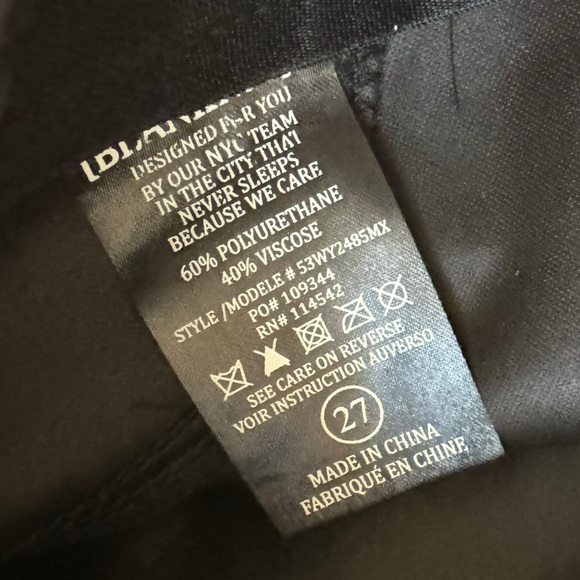 DESIGNED FOR YOU
BY OUR NYC TEAM
IN THE CITY THAT
NEVER SLEEPS
BECAUSE WE CARE
60% POLYURETHANE
40% VISCOSE
STYLE /MODELE # 53WY2485MX
PO# 109344
RN# 114542
SEE CARE ON REVERSE
VOIR INSTRUCTION AUVERSO
27
MADE IN CHINA
FABRIQUÉ EN CHINE